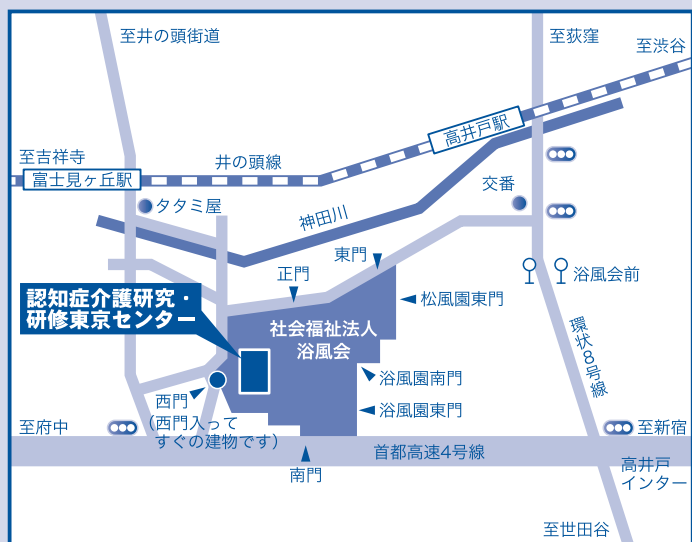 至井の頭街道
至荻窪
至渋谷
高井戸駅
至吉祥寺
井の頭線
富士見ヶ丘駅
タタミ屋
交番
神田川
東門
正門
浴風会前
認知症介護研究・
研修東京センター
松風園東門
社会福祉法人
浴風会
環状8号線
浴風園南門
西門
（西門入って
すぐの建物です）
浴風園東門
至府中
至新宿
首都高速4号線
高井戸
インター
南門
至世田谷